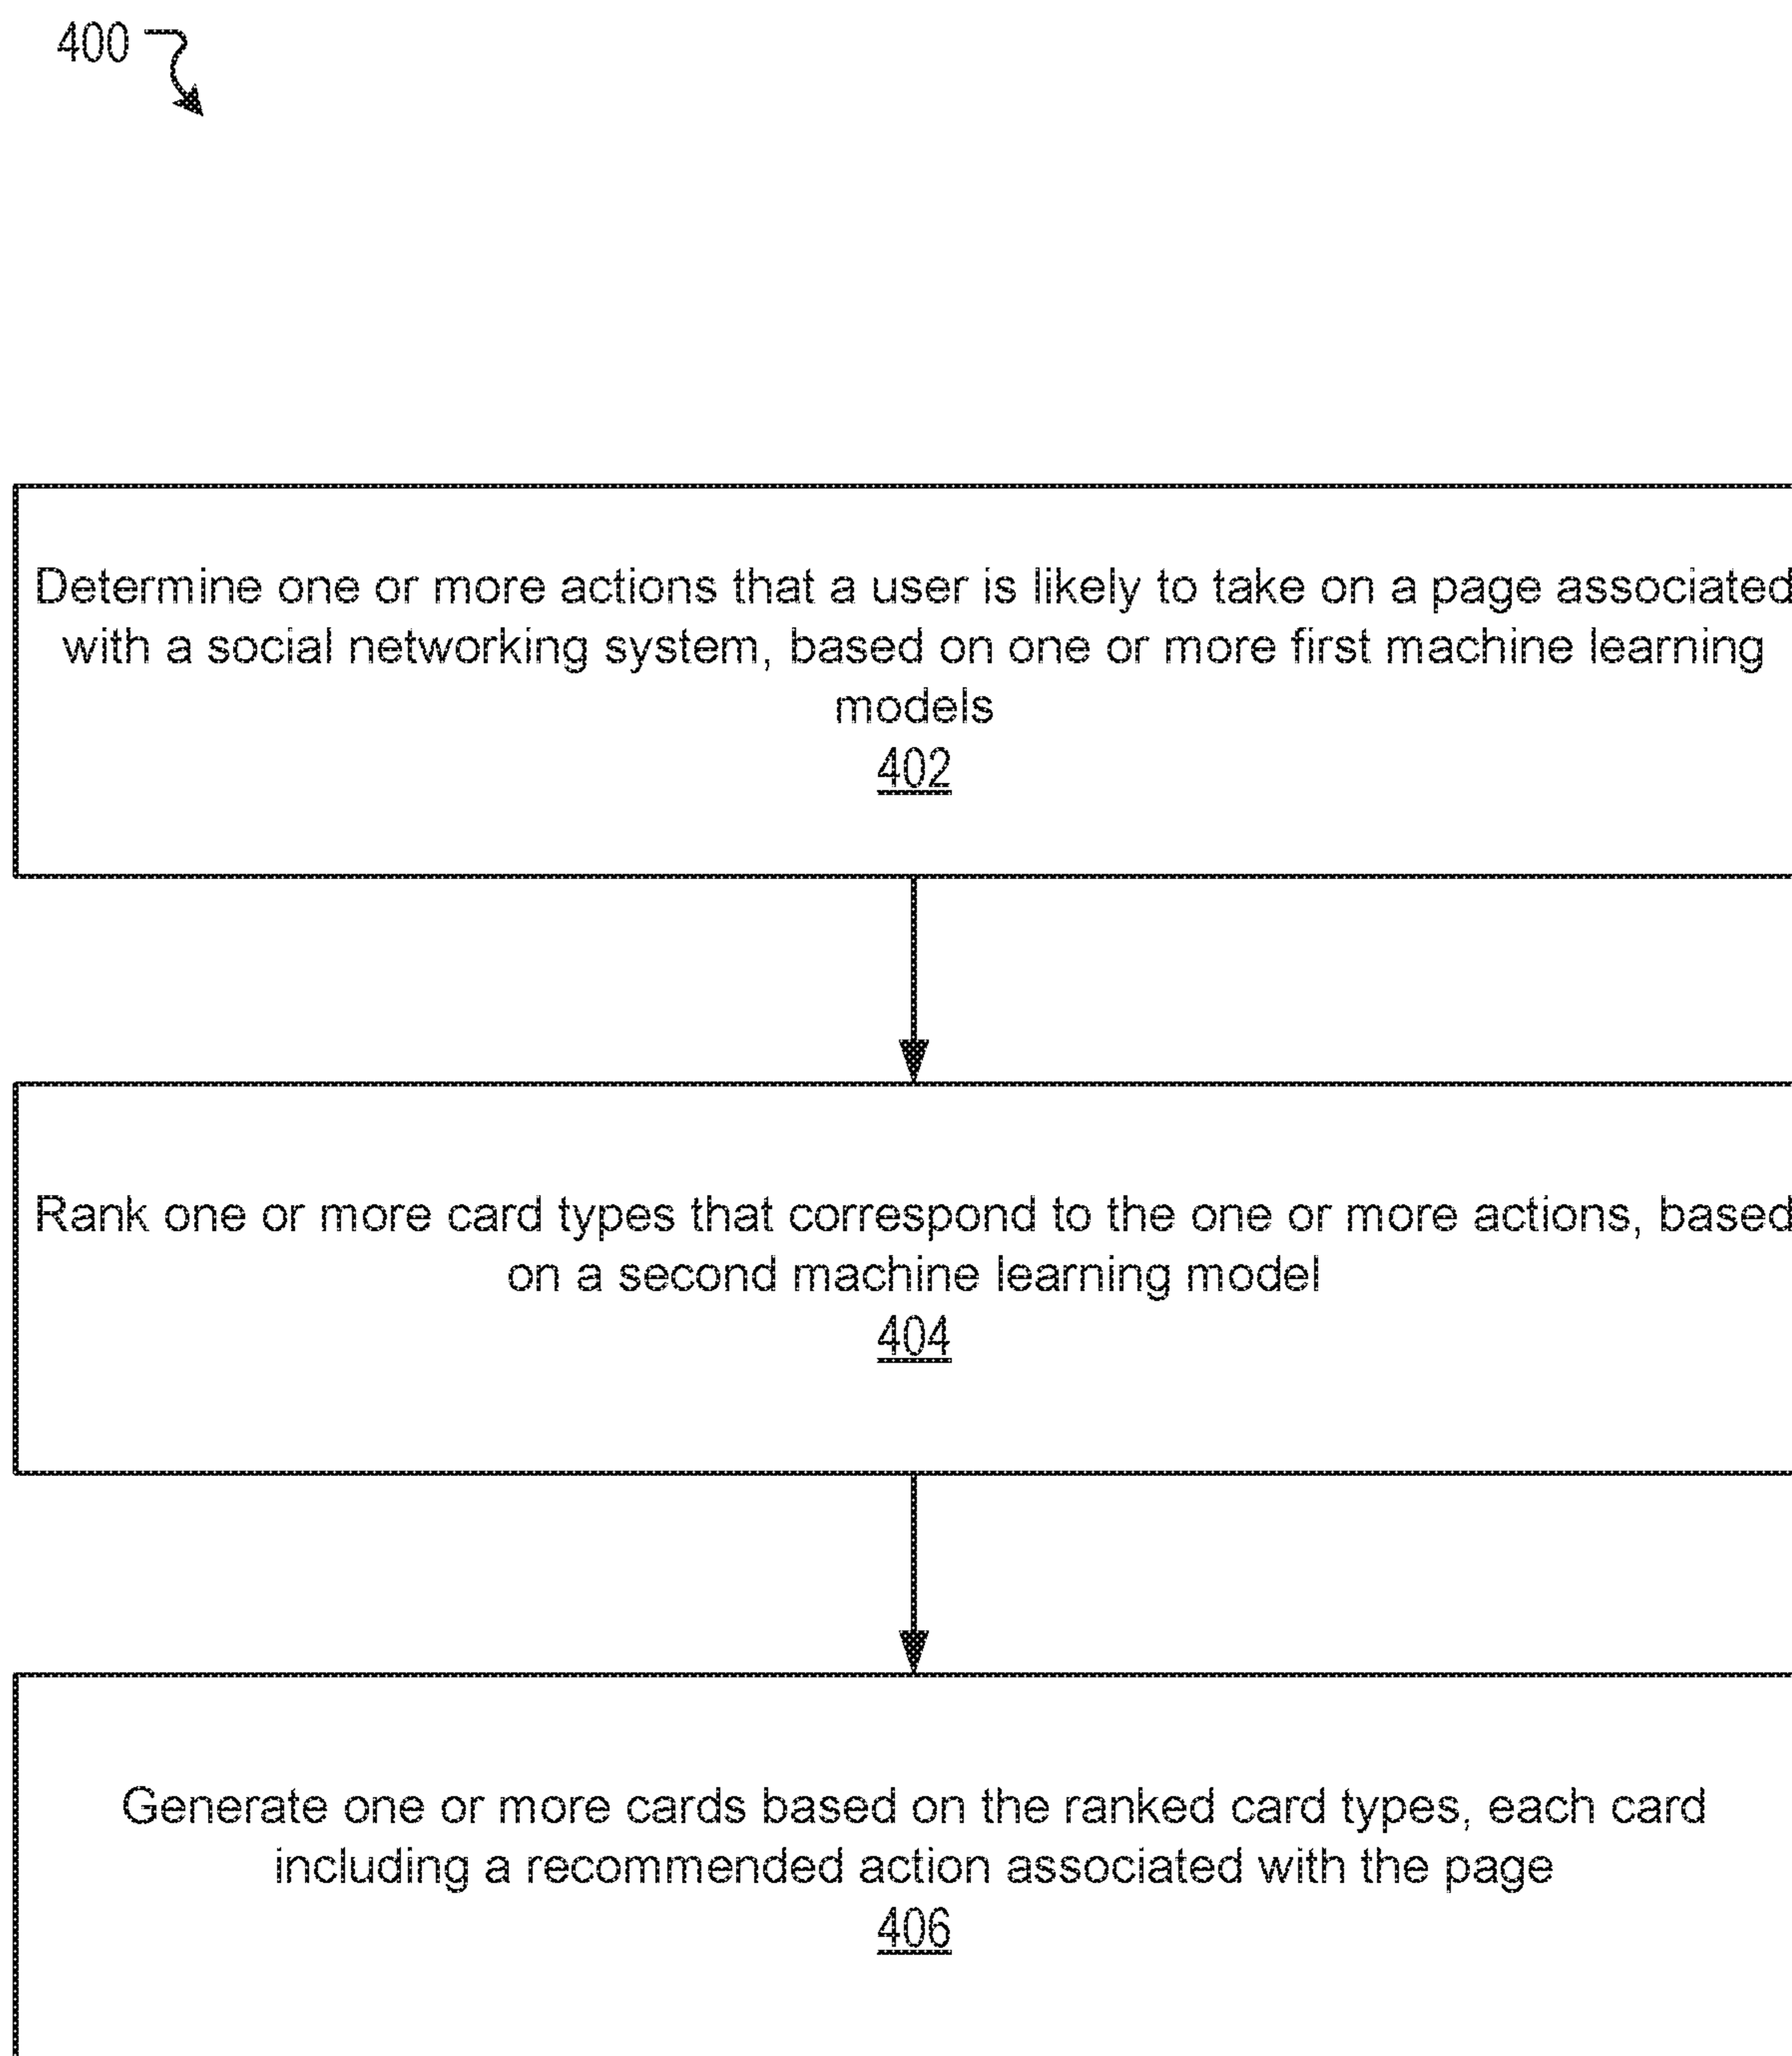 400
Determine one or more actions that a user is likely to take on a page associated
with a social networking system, based on one or more first machine learning
models
402
Rank one or more card types that correspond to the one or more actions, based
on a second machine learning model
404
Generate one or more cards based on the ranked card types, each card
including a recommended action associated with the page
406